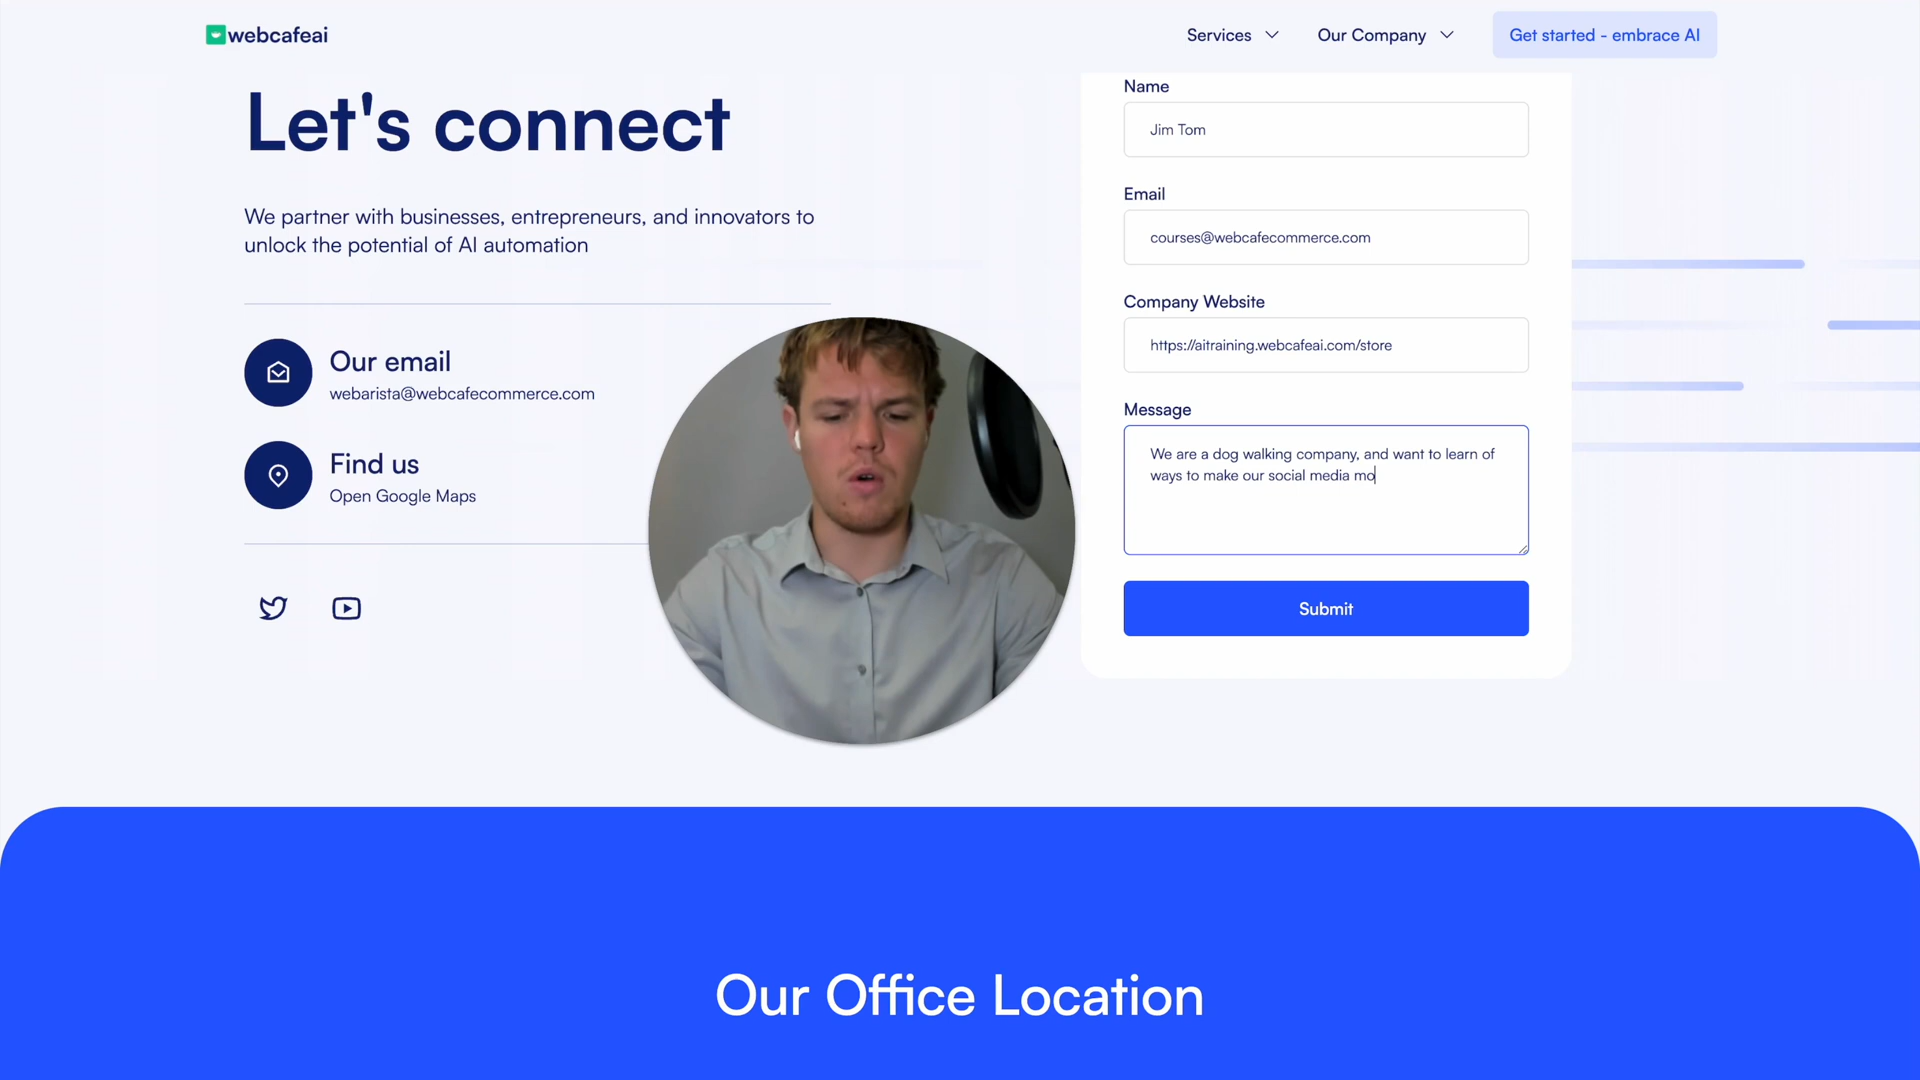 webcafeai
Services
Our Company
Get started - embrace AI
Let's connect
We partner with businesses, entrepreneurs, and innovators to
unlock the potential of AI automation
Our email
webarista@webcafecommerce.com
Find us
Open Google Maps
Name
Jim Tom
Email
courses@webcafecommerce.com
Company Website
https://aitraining.webcafeai.com/store
Message
We are a dog walking company, and want to learn of
ways to make our social media mo
Submit
Our Office Location